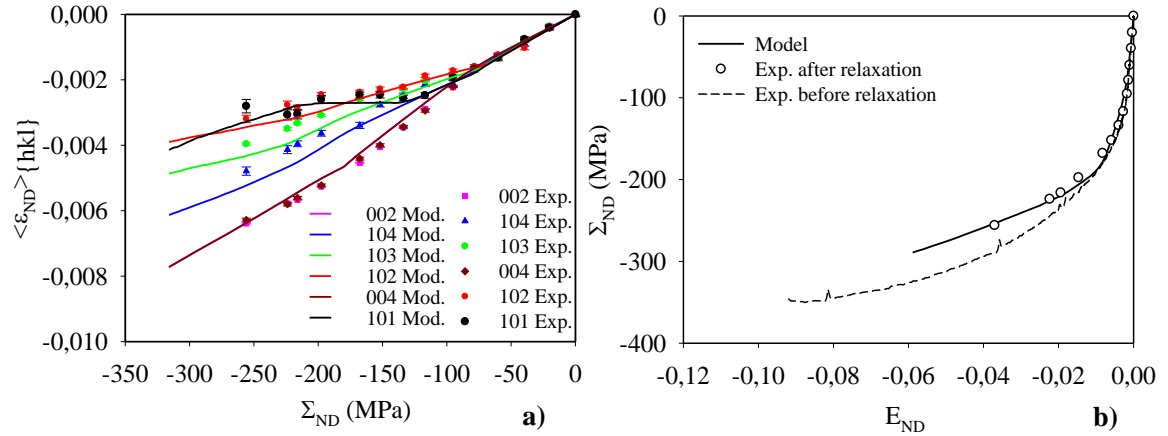 0,000
-0,002
-0,004
-0,006
-0,008
-0,010
<ε_ND>{hkl}
002 Mod.
104 Mod.
103 Mod.
102 Mod.
004 Mod.
101 Mod.
002 Exp.
104 Exp.
103 Exp.
004 Exp.
102 Exp.
101 Exp.
-350 -300 -250 -200 -150 -100 -50 0
Σ_ND (MPa)
a)
0
-100
-200
-300
-400
Σ_ND (MPa)
Model
Exp. after relaxation
Exp. before relaxation
-0,12 -0,10 -0,08 -0,06 -0,04 -0,02 0,00
E_ND
b)